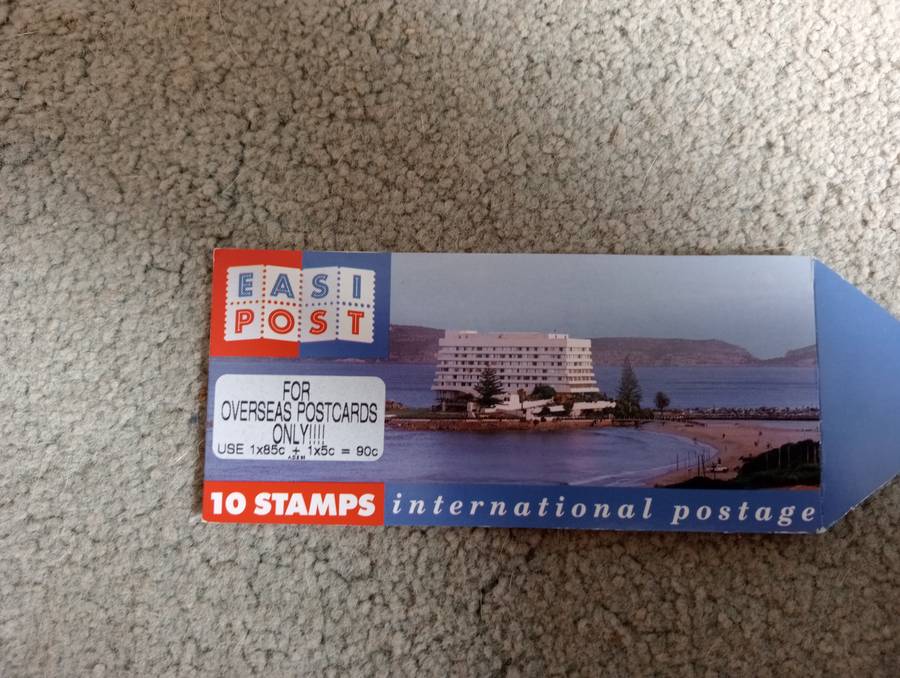 EASI
POST
FOR
OVERSEAS POSTCARDS
ONLY!!!!
USE 1x85c + 1x5c = 90c
10 STAMPS international postage